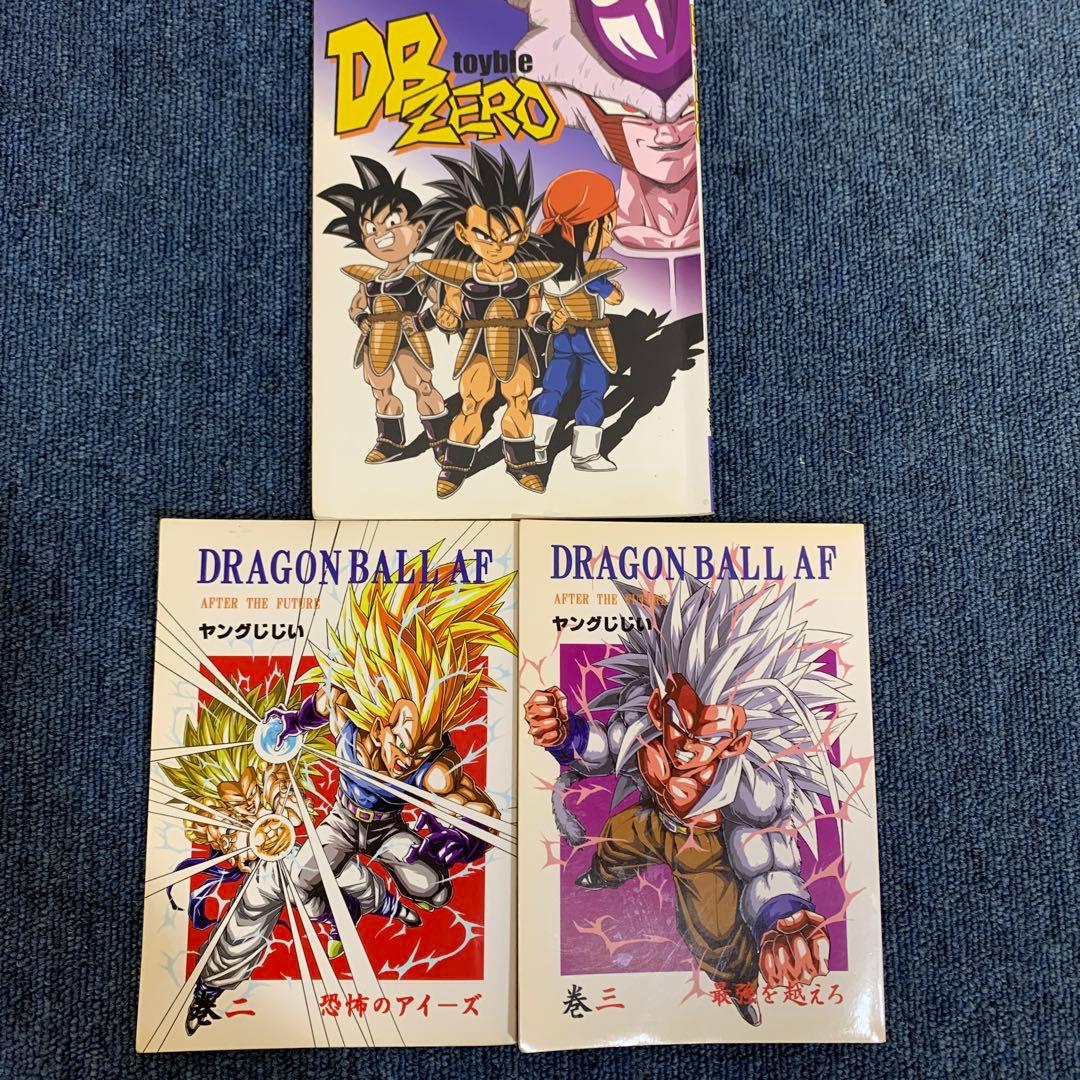 DB
toyble
ZERO
DRAGON BALL AF
AFTER THE FUTURE
ヤングじじい
巻二 恐怖のアイーズ
DRAGON BALL AF
AFTER THE FUTURE
ヤングじじい
巻三 最強を越えろ